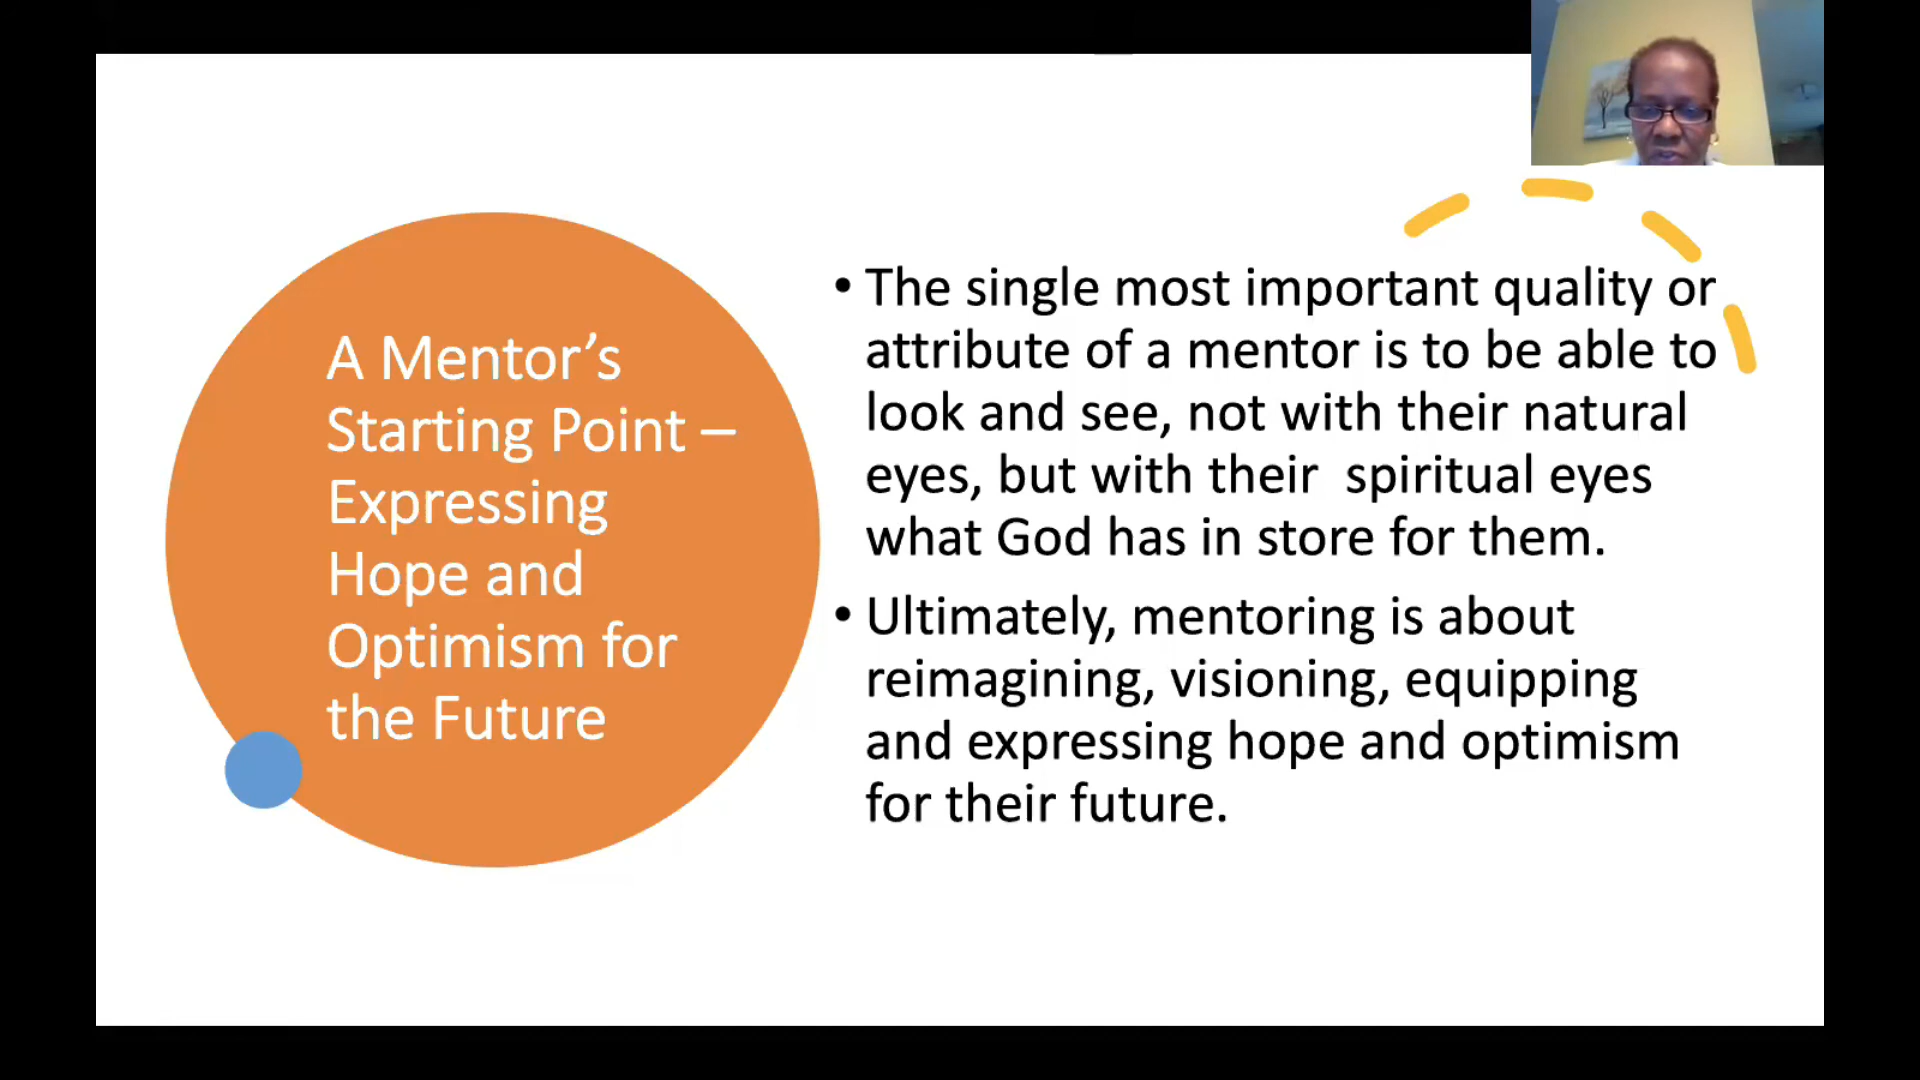 A Mentor’s
Starting Point –
Expressing
Hope and
Optimism for
the Future
• The single most important quality or
attribute of a mentor is to be able to
look and see, not with their natural
eyes, but with their  spiritual eyes
what God has in store for them.
• Ultimately, mentoring is about
reimagining, visioning, equipping
and expressing hope and optimism
for their future.